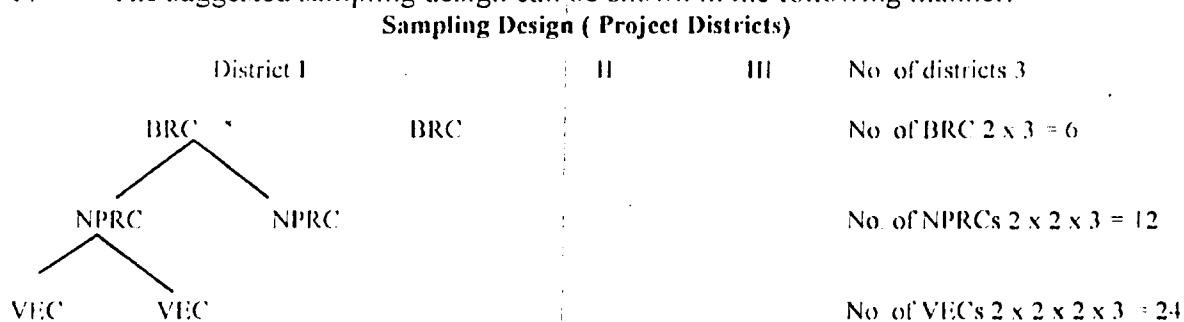 Sampling Design ( Project Districts)
District I II III No of districts 3
BRC BRC No of BRC 2 x 3 = 6
NPRC NPRC No. of NPRCs 2 x 2 x 3 = 12
VEC VEC No of VECs 2 x 2 x 2 x 3 = 24